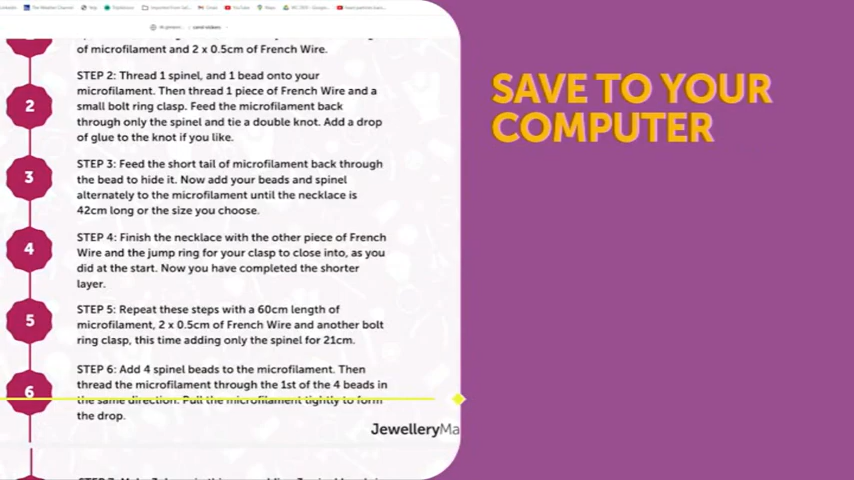 of microfilament and 2 x 0.5cm of French Wire.
2
STEP 2: Thread 1 spinel, and 1 bead onto your
microfilament. Then thread 1 piece of French Wire and a
small bolt ring clasp. Feed the microfilament back
through only the spinel and tie a double knot. Add a drop
of glue to the knot if you like.
3
STEP 3: Feed the short tail of microfilament back through
the bead to hide it. Now add your beads and spinel
alternately to the microfilament until the necklace is
42cm long or the size you choose.
4
STEP 4: Finish the necklace with the other piece of French
Wire and the jump ring for your clasp to close into, as you
did at the start. Now you have completed the shorter
layer.
5
STEP 5: Repeat these steps with a 60cm length of
microfilament, 2 x 0.5cm of French Wire and another bolt
ring clasp, this time adding only the spinel for 21cm.
6
STEP 6: Add 4 spinel beads to the microfilament. Then
thread the microfilament through the 1st of the 4 beads in
the same direction. Pull the microfilament tightly to form
the drop.
JewelleryMa
SAVE TO YOUR
COMPUTER